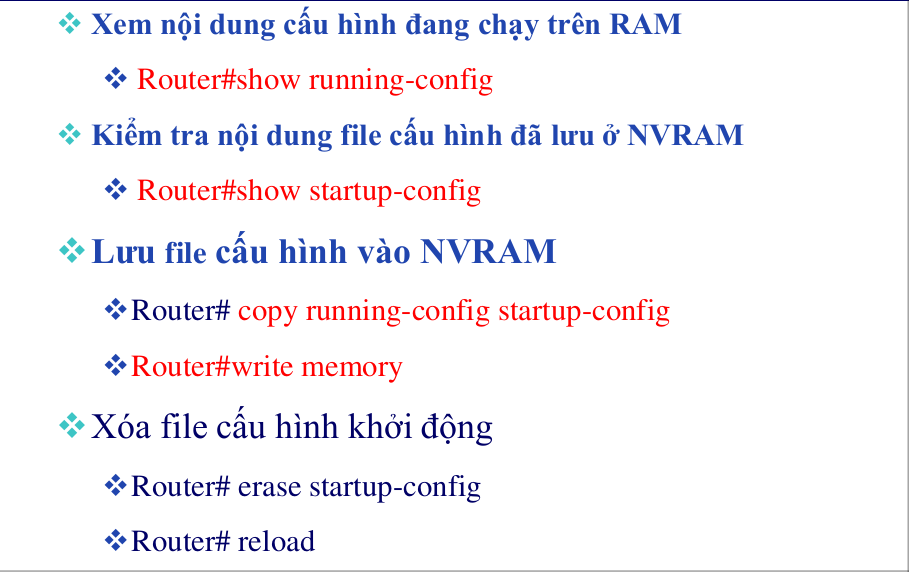 Xem nội dung cấu hình đang chạy trên RAM
Router#show running-config
Kiểm tra nội dung file cấu hình đã lưu ở NVRAM
Router#show startup-config
Lưu file cấu hình vào NVRAM
Router# copy running-config startup-config
Router#write memory
Xóa file cấu hình khởi động
Router# erase startup-config
Router# reload